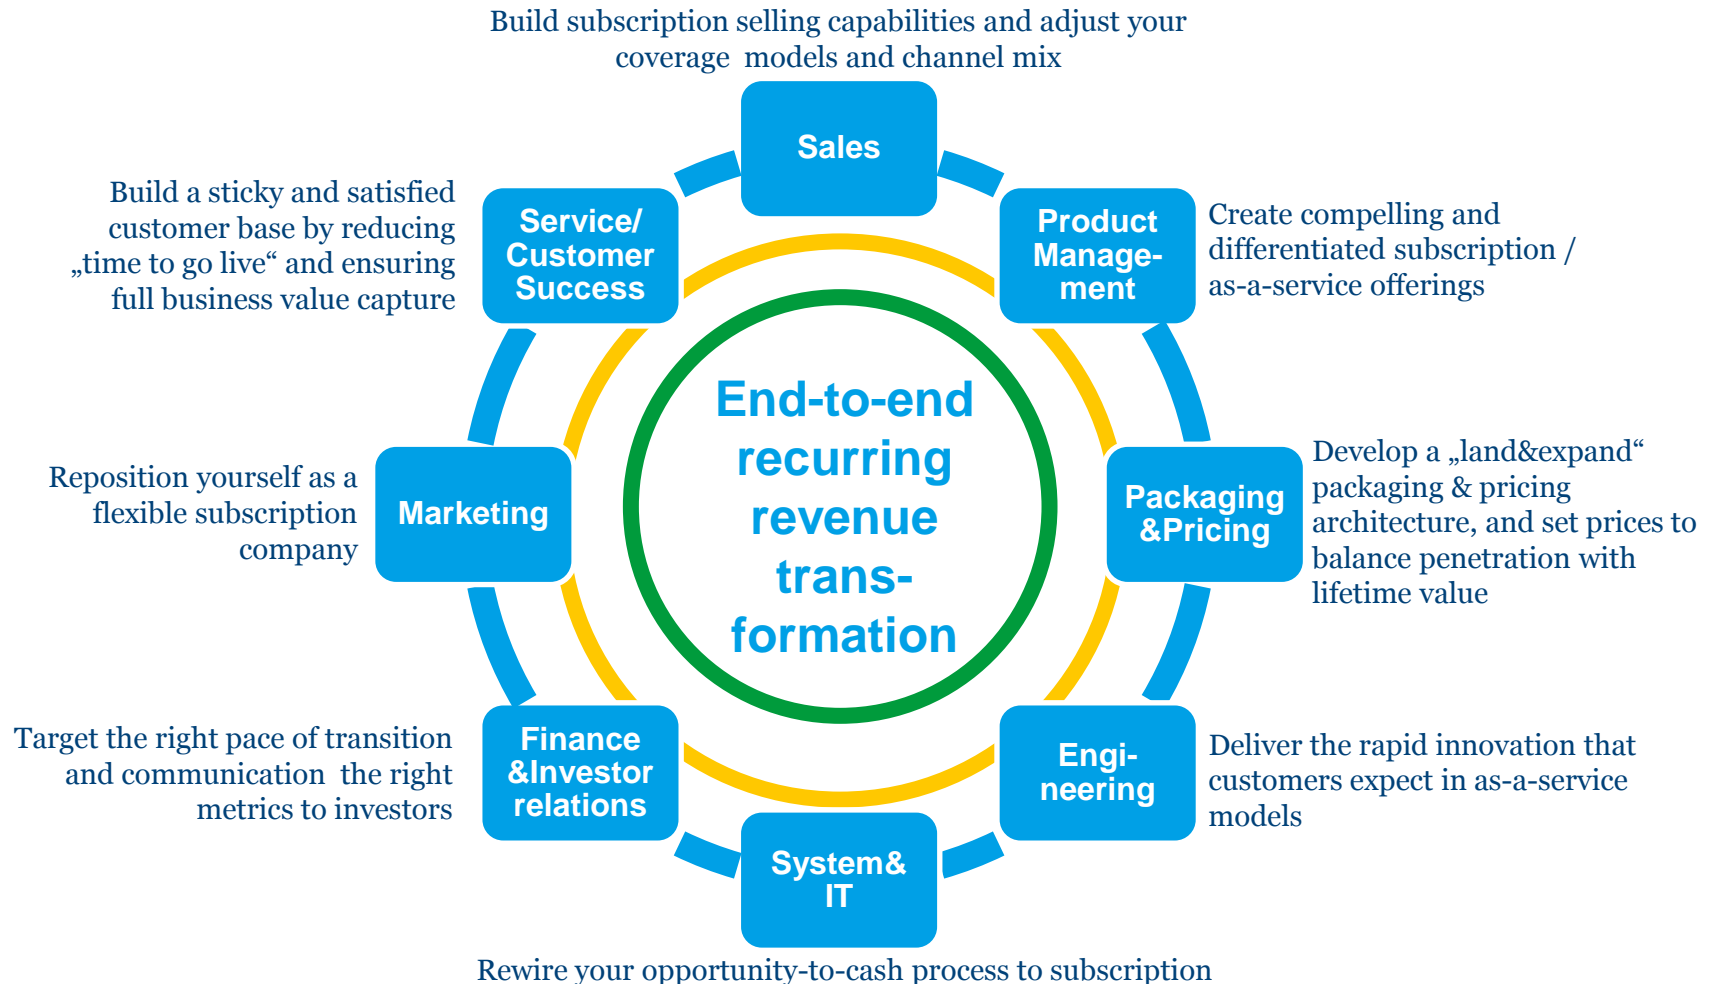 Build subscription selling capabilities and adjust your
coverage  models and channel mix
Sales
Product
Manage-
ment
Create compelling and
differentiated subscription /
as-a-service offerings
Packaging
&Pricing
Develop a „land&expand“
packaging & pricing
architecture, and set prices to
balance penetration with
lifetime value
Engi-
neering
Deliver the rapid innovation that
customers expect in as-a-service
models
System&
IT
Rewire your opportunity-to-cash process to subscription
Finance
&Investor
relations
Target the right pace of transition
and communication  the right
metrics to investors
Marketing
Reposition yourself as a
flexible subscription
company
Service/
Customer
Success
Build a sticky and satisfied
customer base by reducing
„time to go live“ and ensuring
full business value capture
End-to-end
recurring
revenue
trans-
formation